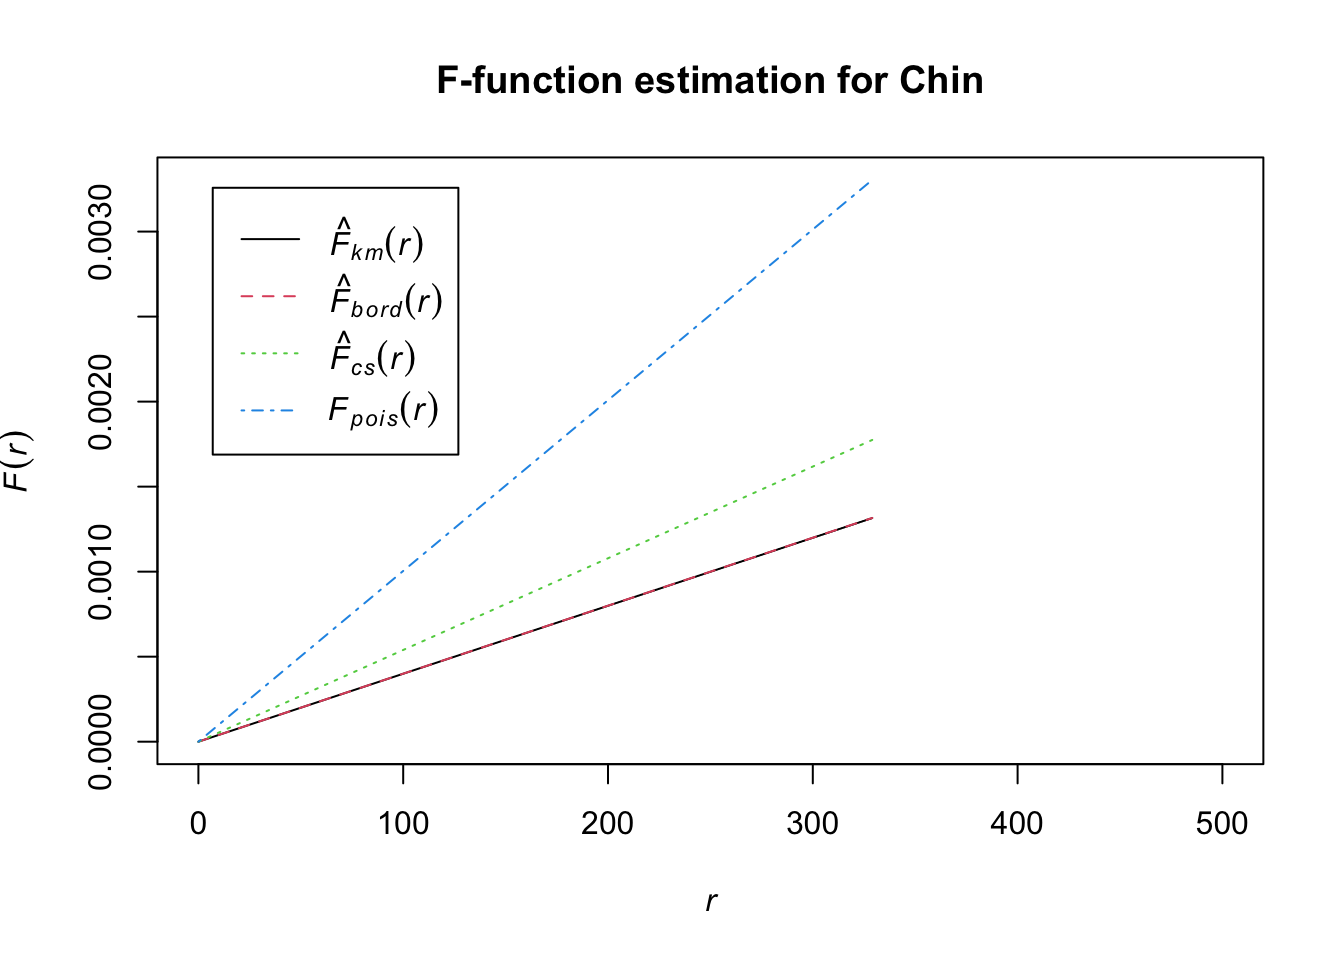 F-function estimation for Chin
F̂km(r)
F̂bord(r)
F̂cs(r)
Fpois(r)
F(r)
0.0030
0.0020
0.0010
0.0000
0 100 200 300 400 500
r